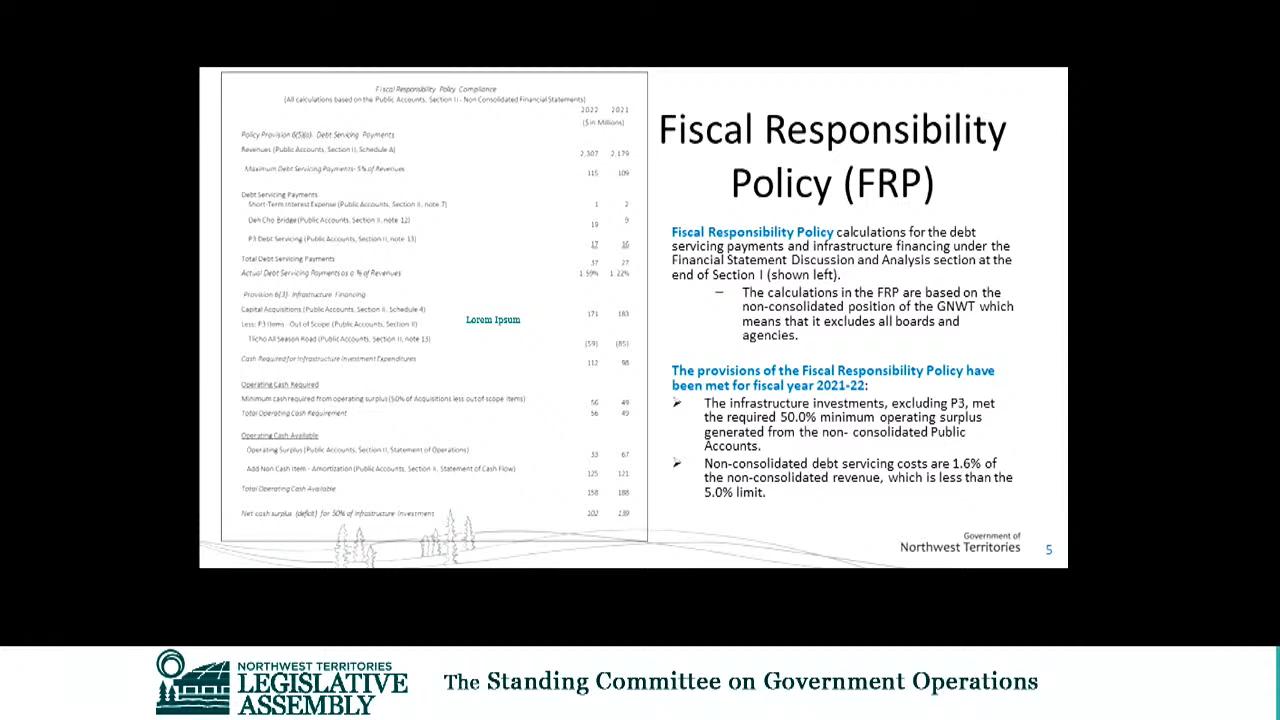 Fiscal Responsibility Policy Compliance
(All calculations based on the Public Accounts, Section II - Non Consolidated Financial Statements)
2022 2021
($ in Millions)
Policy Provision 6(5)(a) Debt Servicing Payments
Revenues (Public Accounts, Section II, Schedule A) 2,307 2,179
Maximum Debt Servicing Payments- 5% of Revenues 115 109
Debt Servicing Payments
Short-Term Interest Expense (Public Accounts, Section II, note 7) 1 2
Deh Cho Bridge (Public Accounts, Section II, note 12) 19 9
P3 Debt Servicing (Public Accounts, Section II, note 13) 17 16
Total Debt Servicing Payments 37 27
Actual Debt Servicing Payments as a % of Revenues 1.59% 1.22%
Provision 6(3)- Infrastructure Financing
Capital Acquisitions (Public Accounts, Section II, Schedule 4) 171 183
Less: P3 Items - Out of Scope (Public Accounts, Section II)
Tlicho All Season Road (Public Accounts, Section II, note 13) (59) (85)
Cash Required for Infrastructure Investment Expenditures 112 98
Operating Cash Required
Minimum cash required from operating surplus (50% of Acquisitions less out of scope items) 56 49
Total Operating Cash Requirement 56 49
Operating Cash Available
Operating Surplus (Public Accounts, Section II, Statement of Operations) 33 67
Add Non Cash Item - Amortization (Public Accounts, Section II, Statement of Cash Flow) 125 121
Total Operating Cash Available 158 188
Net cash surplus (deficit) for 50% of infrastructure investment 102 139
Lorem Ipsum
Fiscal Responsibility
Policy (FRP)
Fiscal Responsibility Policy calculations for the debt
servicing payments and infrastructure financing under the
Financial Statement Discussion and Analysis section at the
end of Section I (shown left).
– The calculations in the FRP are based on the
non-consolidated position of the GNWT which
means that it excludes all boards and
agencies.
The provisions of the Fiscal Responsibility Policy have
been met for fiscal year 2021-22:
➢ The infrastructure investments, excluding P3, met
the required 50.0% minimum operating surplus
generated from the non- consolidated Public
Accounts.
➢ Non-consolidated debt servicing costs are 1.6% of
the non-consolidated revenue, which is less than the
5.0% limit.
Government of
Northwest Territories
5
NORTHWEST TERRITORIES
LEGISLATIVE
ASSEMBLY
The Standing Committee on Government Operations